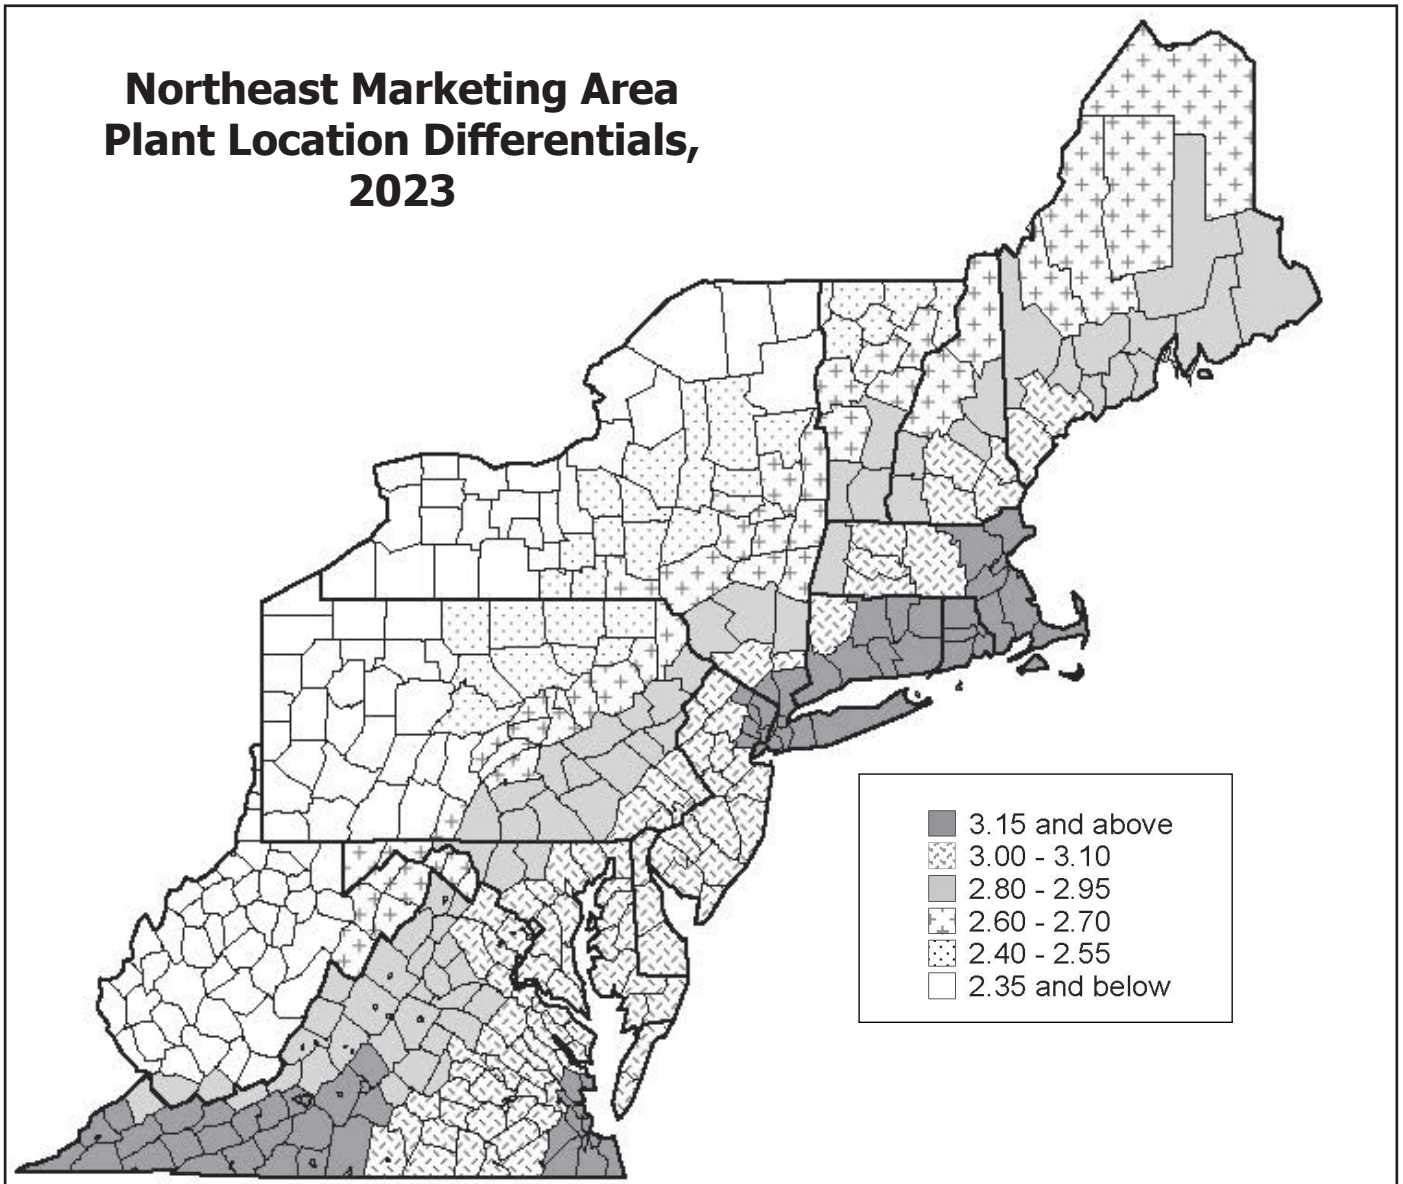 Northeast Marketing Area
Plant Location Differentials,
2023
3.15 and above
3.00 - 3.10
2.80 - 2.95
2.60 - 2.70
2.40 - 2.55
2.35 and below